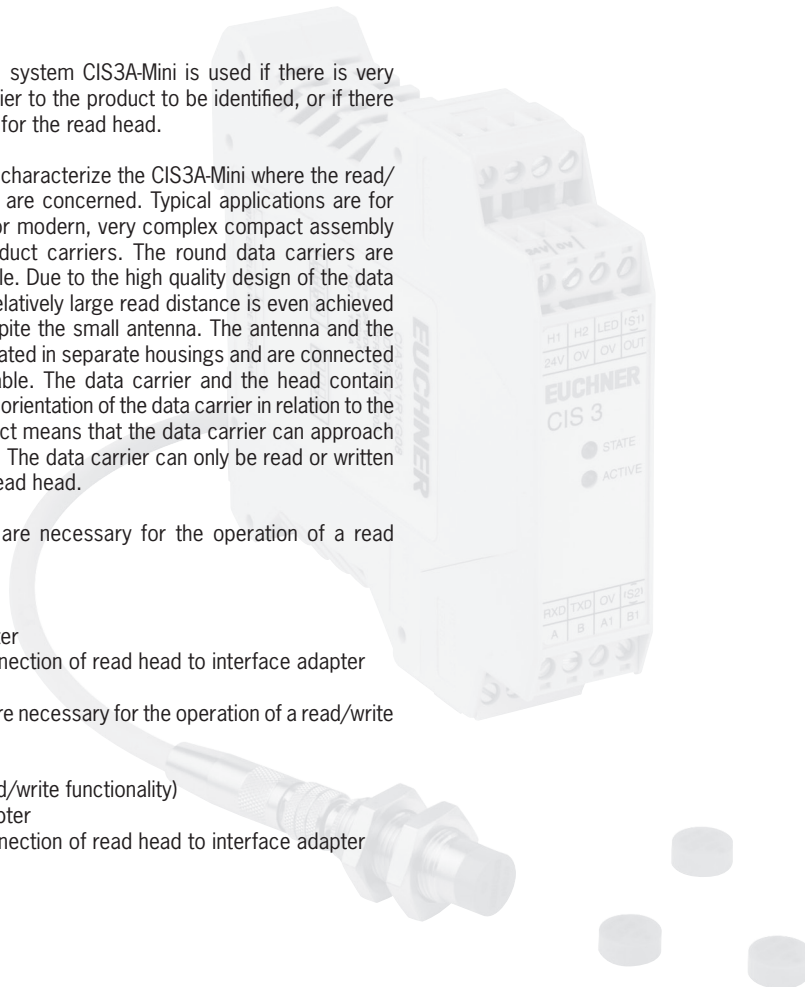 system CIS3A-Mini is used if there is very
ier to the product to be identified, or if there
for the read head.
characterize the CIS3A-Mini where the read/
are concerned. Typical applications are for
or modern, very complex compact assembly
duct carriers. The round data carriers are
le. Due to the high quality design of the data
elatively large read distance is even achieved
pite the small antenna. The antenna and the
ated in separate housings and are connected
able. The data carrier and the head contain
orientation of the data carrier in relation to the
ct means that the data carrier can approach
The data carrier can only be read or written
ead head.
are necessary for the operation of a read
ter
nection of read head to interface adapter
re necessary for the operation of a read/write
d/write functionality)
pter
nection of read head to interface adapter
H1 H2 LED (S1)
24V 0V 0V OUT
EUCHNER
CIS 3
STATE
ACTIVE
RXD TXD 0V (S2)
A B A1 B1
EUCHNER